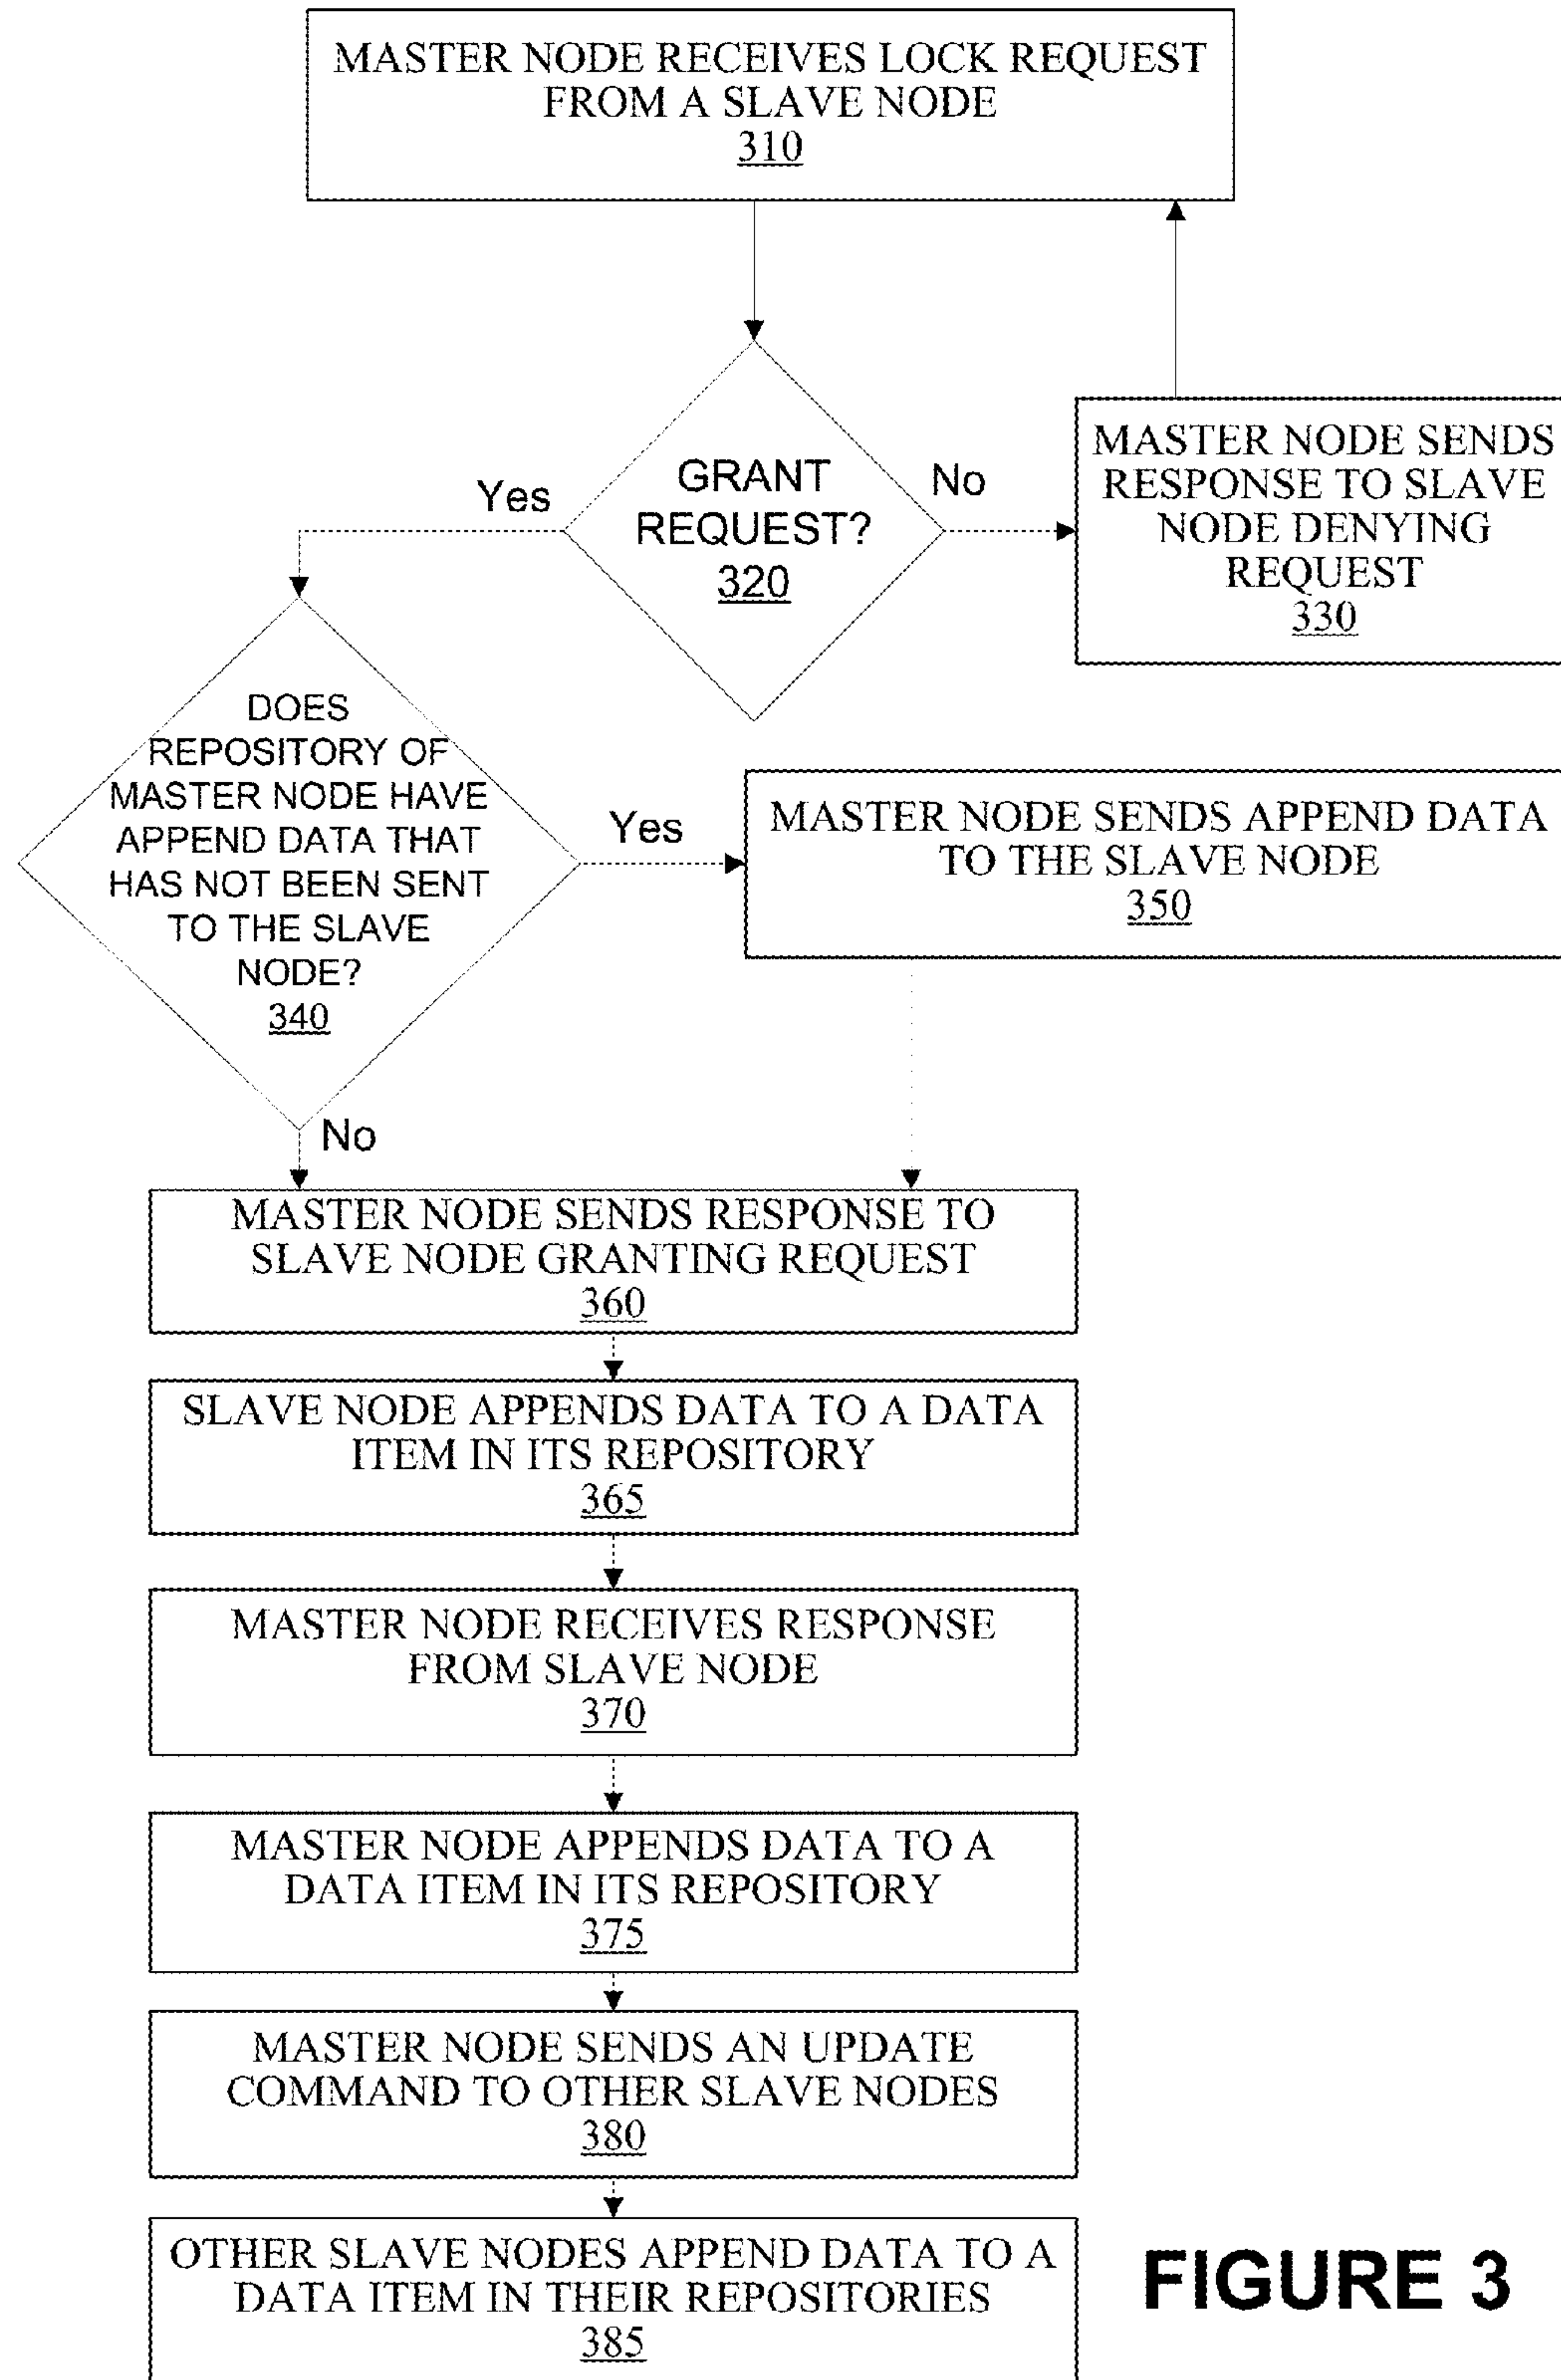 MASTER NODE RECEIVES LOCK REQUEST
FROM A SLAVE NODE
310
GRANT
REQUEST?
320
Yes
No
MASTER NODE SENDS
RESPONSE TO SLAVE
NODE DENYING
REQUEST
330
DOES
REPOSITORY OF
MASTER NODE HAVE
APPEND DATA THAT
HAS NOT BEEN SENT
TO THE SLAVE
NODE?
340
Yes
No
MASTER NODE SENDS APPEND DATA
TO THE SLAVE NODE
350
MASTER NODE SENDS RESPONSE TO
SLAVE NODE GRANTING REQUEST
360
SLAVE NODE APPENDS DATA TO A DATA
ITEM IN ITS REPOSITORY
365
MASTER NODE RECEIVES RESPONSE
FROM SLAVE NODE
370
MASTER NODE APPENDS DATA TO A
DATA ITEM IN ITS REPOSITORY
375
MASTER NODE SENDS AN UPDATE
COMMAND TO OTHER SLAVE NODES
380
OTHER SLAVE NODES APPEND DATA TO A
DATA ITEM IN THEIR REPOSITORIES
385
FIGURE 3